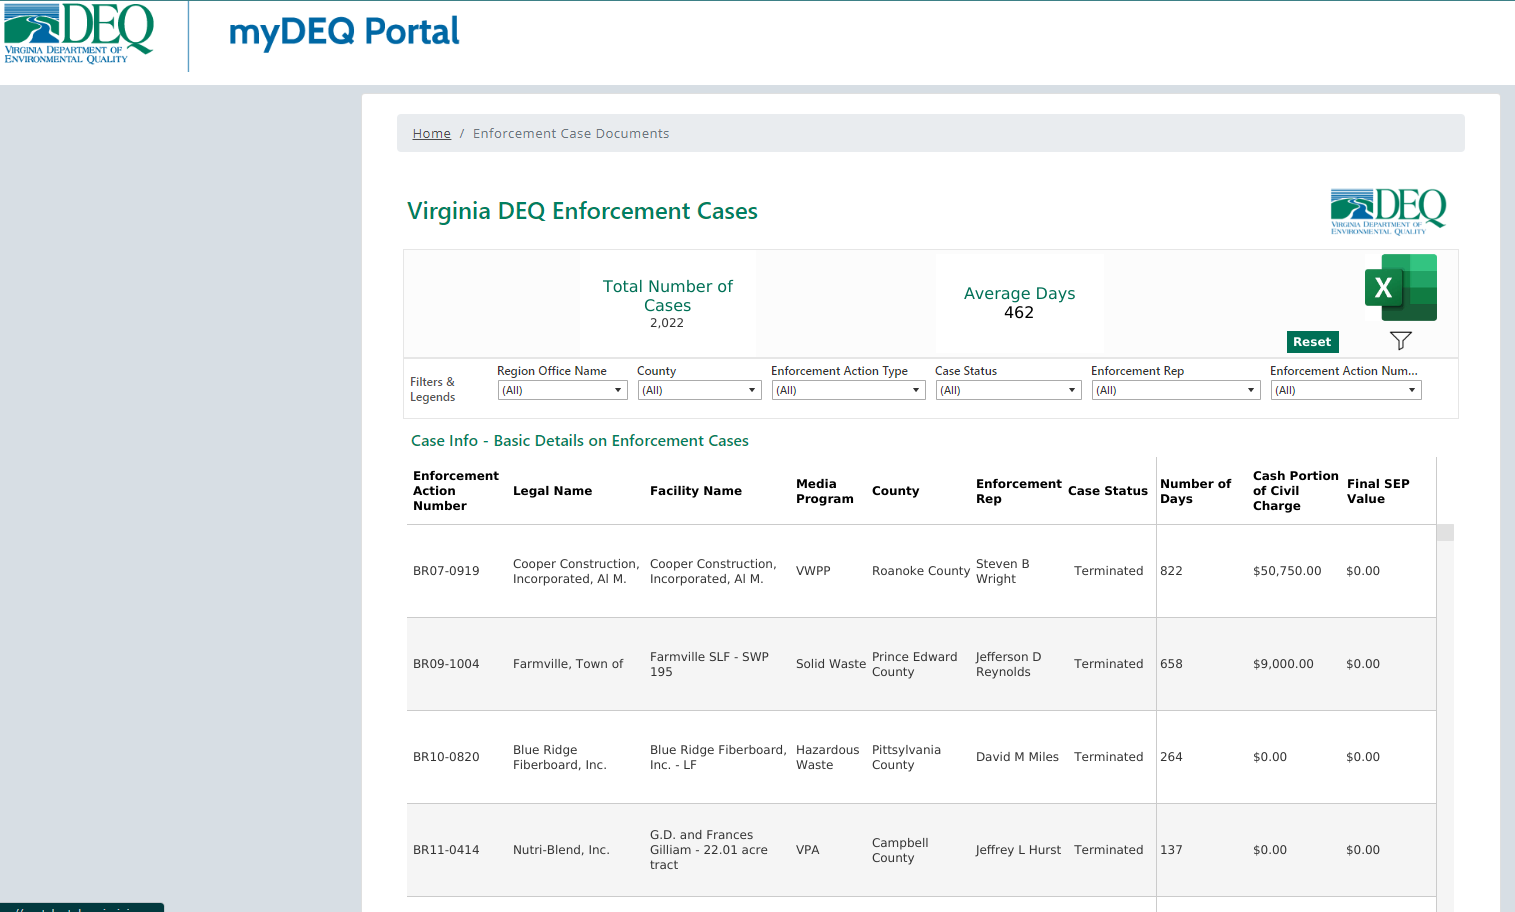 DEQ
VIRGINIA DEPARTMENT OF
ENVIRONMENTAL QUALITY
myDEQ Portal
Home / Enforcement Case Documents
Virginia DEQ Enforcement Cases
DEQ
VIRGINIA DEPARTMENT OF
ENVIRONMENTAL QUALITY
Total Number of
Cases
2,022
Average Days
462
X
Reset
Filters &
Legends
Region Office Name
(All)
County
(All)
Enforcement Action Type
(All)
Case Status
(All)
Enforcement Rep
(All)
Enforcement Action Num...
(All)
Case Info - Basic Details on Enforcement Cases
Enforcement
Action
Number
Legal Name
Facility Name
Media
Program
County
Enforcement
Rep
Case Status
Number of
Days
Cash Portion
of Civil
Charge
Final SEP
Value
BR07-0919
Cooper Construction,
Incorporated, Al M.
Cooper Construction,
Incorporated, Al M.
VWPP
Roanoke County
Steven B
Wright
Terminated
822
$50,750.00
$0.00
BR09-1004
Farmville, Town of
Farmville SLF - SWP
195
Solid Waste
Prince Edward
County
Jefferson D
Reynolds
Terminated
658
$9,000.00
$0.00
BR10-0820
Blue Ridge
Fiberboard, Inc.
Blue Ridge Fiberboard,
Inc. - LF
Hazardous
Waste
Pittsylvania
County
David M Miles
Terminated
264
$0.00
$0.00
BR11-0414
Nutri-Blend, Inc.
G.D. and Frances
Gilliam - 22.01 acre
tract
VPA
Campbell
County
Jeffrey L Hurst
Terminated
137
$0.00
$0.00